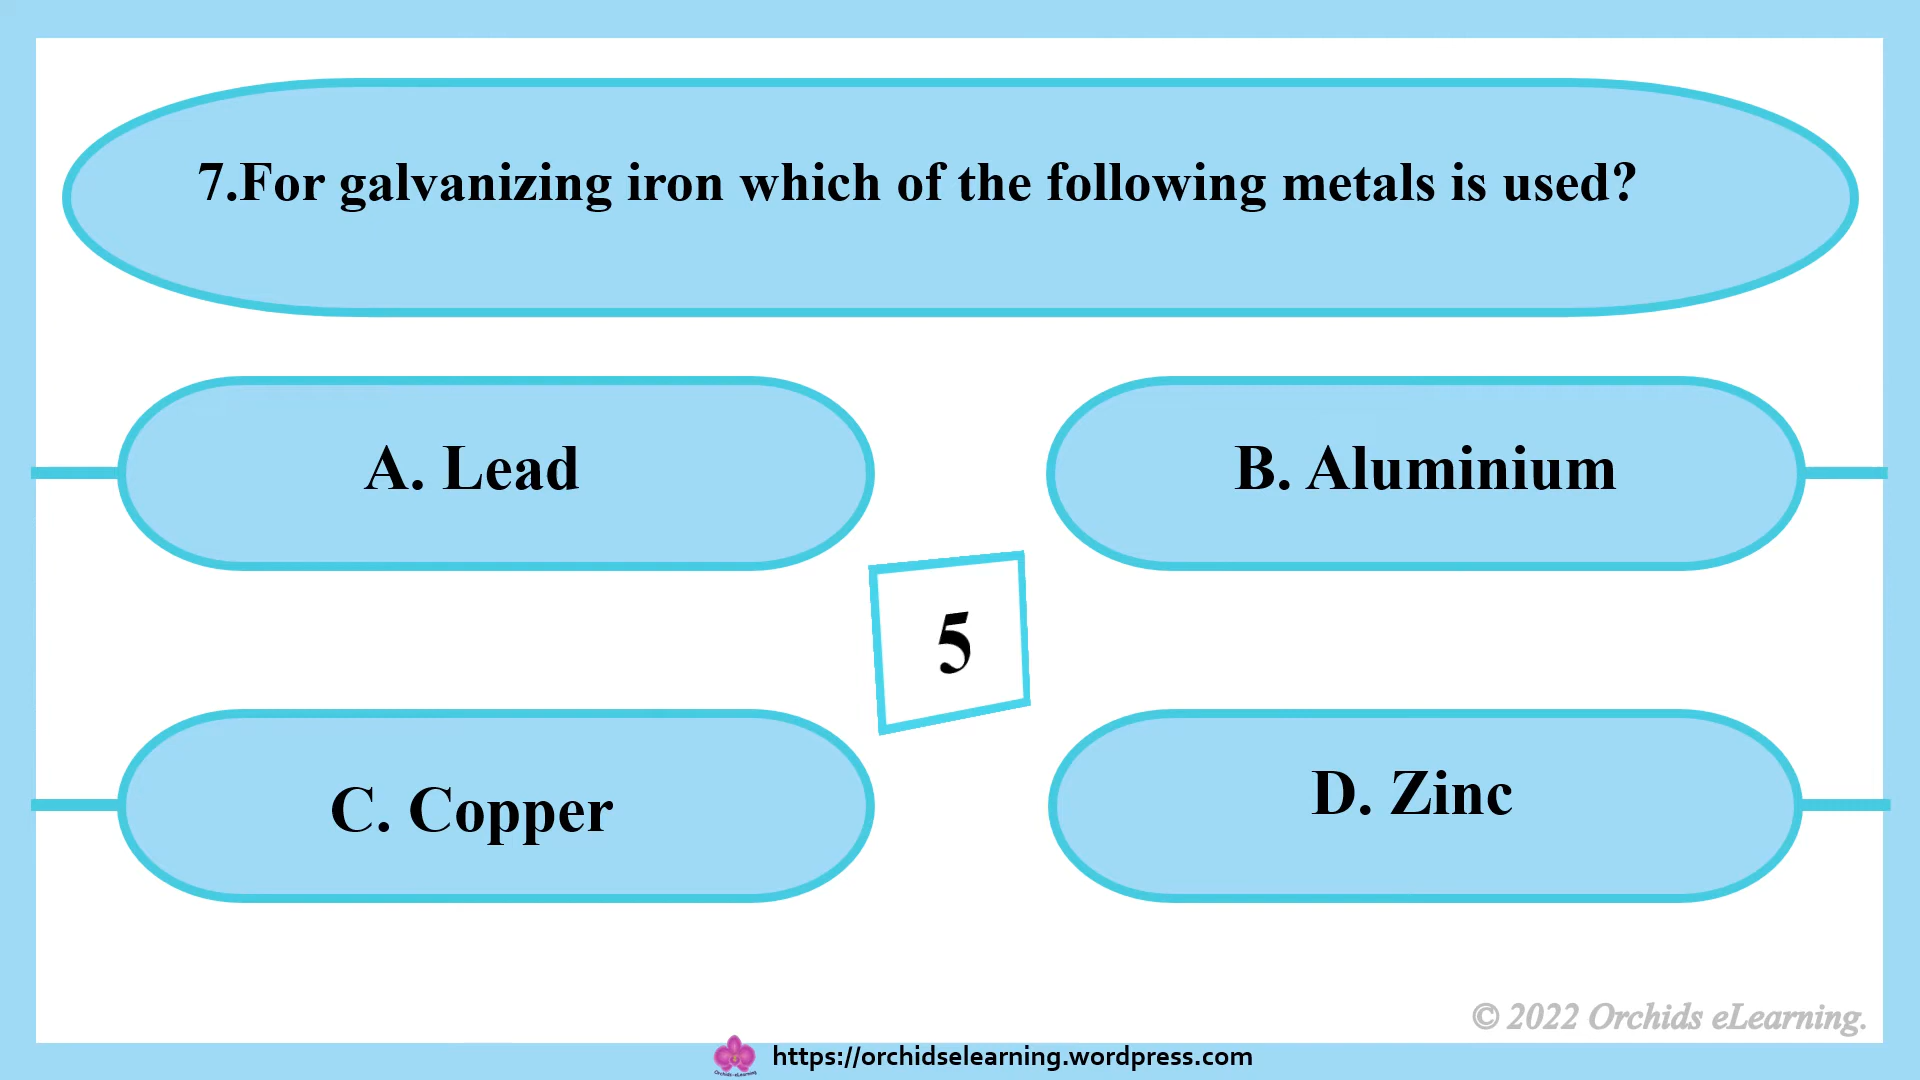 7.For galvanizing iron which of the following metals is used?
A. Lead
B. Aluminium
5
C. Copper
D. Zinc
© 2022 Orchids eLearning.
https://orchidselearning.wordpress.com